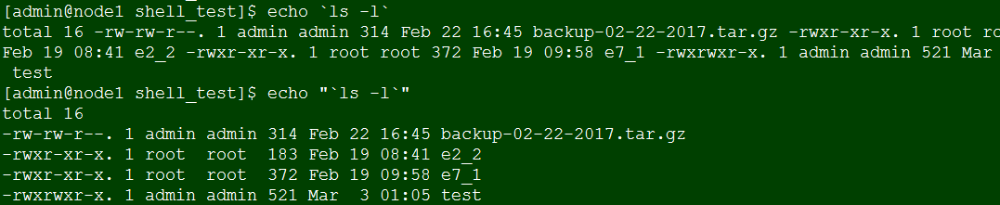 [admin@node1 shell_test]$ echo `ls -l`
total 16 -rw-rw-r--. 1 admin admin 314 Feb 22 16:45 backup-02-22-2017.tar.gz -rwxr-xr-x. 1 root
Feb 19 08:41 e2_2 -rwxr-xr-x. 1 root root 372 Feb 19 09:58 e7_1 -rwxrwxr-x. 1 admin admin 521 Mar
test
[admin@node1 shell_test]$ echo "`ls -l`"
total 16
-rw-rw-r--. 1 admin admin 314 Feb 22 16:45 backup-02-22-2017.tar.gz
-rwxr-xr-x. 1 root  root  183 Feb 19 08:41 e2_2
-rwxr-xr-x. 1 root  root  372 Feb 19 09:58 e7_1
-rwxrwxr-x. 1 admin admin 521 Mar  3 01:05 test